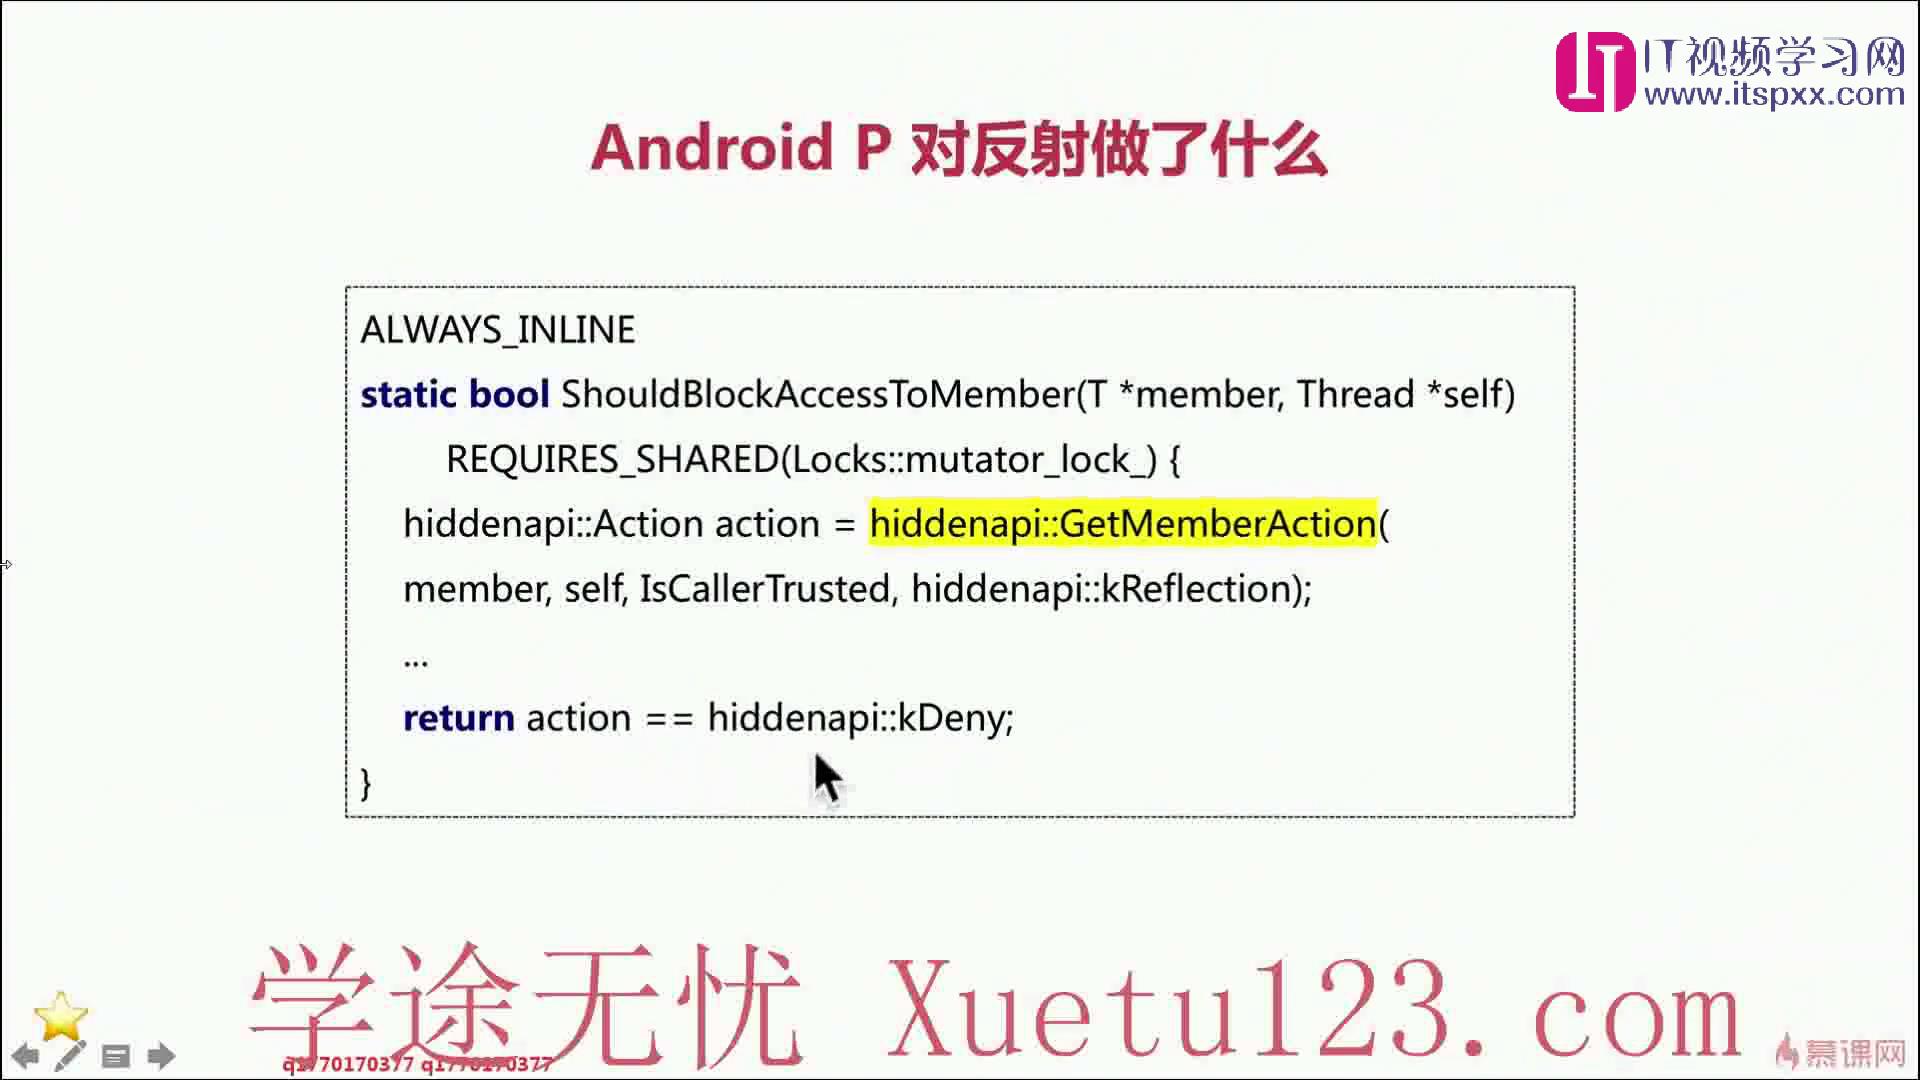 IT视频学习网
www.itspxx.com
Android P 对反射做了什么
ALWAYS_INLINE
static bool ShouldBlockAccessToMember(T *member, Thread *self)
REQUIRES_SHARED(Locks::mutator_lock_) {
hiddenapi::Action action = hiddenapi::GetMemberAction(
member, self, IsCallerTrusted, hiddenapi::kReflection);
...
return action == hiddenapi::kDeny;
}
学途无忧 Xuetu123.com
q1770170377 q1770170377
慕课网